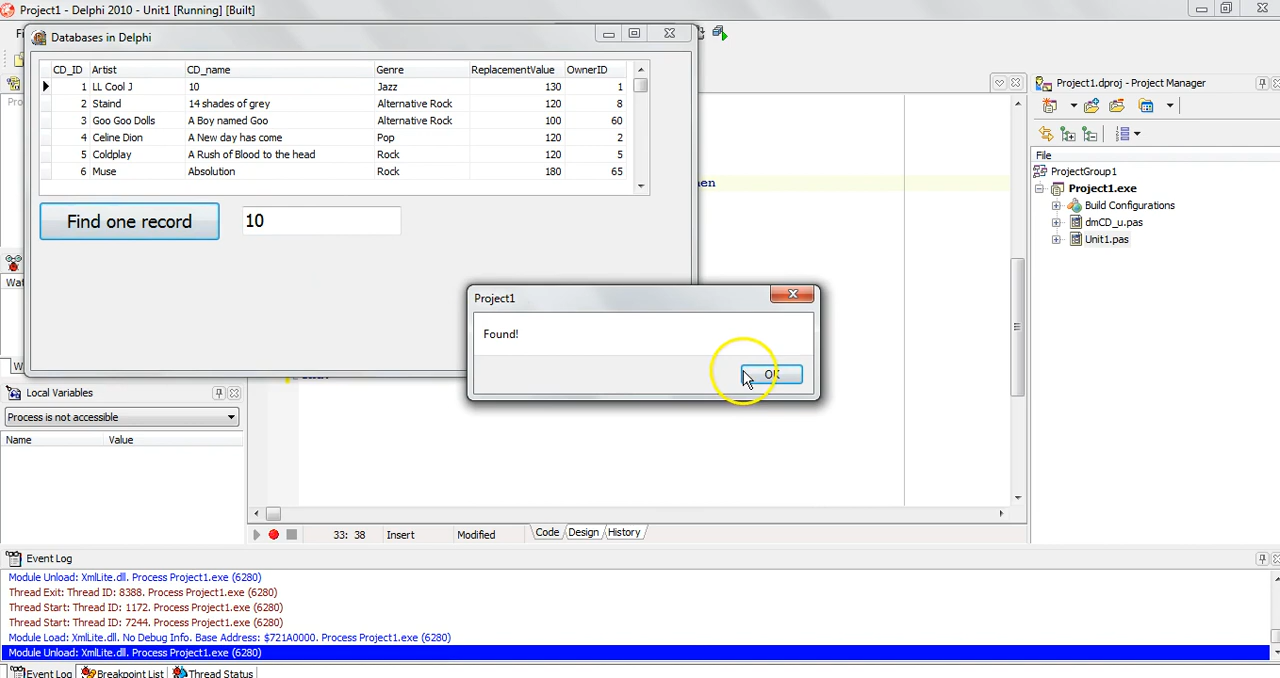 Project1 - Delphi 2010 - Unit1 [Running] [Built]
Databases in Delphi
CD_ID Artist CD_name Genre ReplacementValue OwnerID
1 LL Cool J 10 Jazz 130 1
2 Staind 14 shades of grey Alternative Rock 120 8
3 Goo Goo Dolls A Boy named Goo Alternative Rock 100 60
4 Celine Dion A New day has come Pop 120 2
5 Coldplay A Rush of Blood to the head Rock 120 5
6 Muse Absolution Rock 180 65
Find one record 10
Project1
Found!
OK
Project1.dproj - Project Manager
File
ProjectGroup1
Project1.exe
Build Configurations
dmCD_u.pas
Unit1.pas
Local Variables
Process is not accessible
Name Value
33: 38 Insert Modified Code Design History
Event Log
Module Unload: XmlLite.dll. Process Project1.exe (6280)
Thread Exit: Thread ID: 8388. Process Project1.exe (6280)
Thread Start: Thread ID: 1172. Process Project1.exe (6280)
Thread Start: Thread ID: 7244. Process Project1.exe (6280)
Module Load: XmlLite.dll. No Debug Info. Base Address: $721A0000. Process Project1.exe (6280)
Module Unload: XmlLite.dll. Process Project1.exe (6280)
Event Log Breakpoint List Thread Status